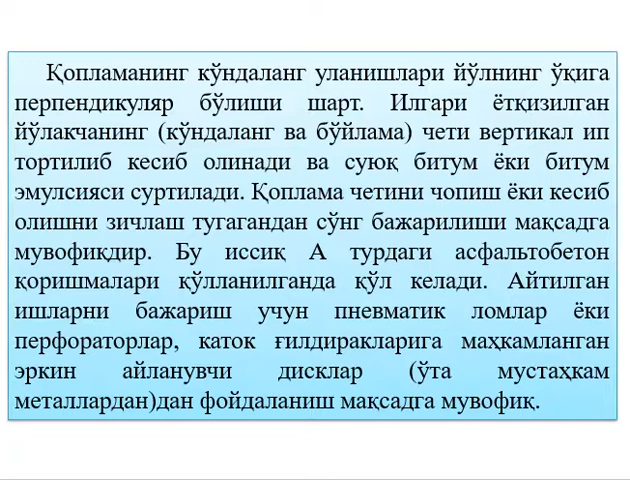 Қопламанинг кўндаланг уланишлари йўлнинг ўқига
перпендикуляр бўлиши шарт. Илгари ётқизилган
йўлакчанинг (кўндаланг ва бўйлама) чети вертикал ип
тортилиб кесиб олинади ва суюқ битум ёки битум
эмулсияси суртилади. Қоплама четини чопиш ёки кесиб
олишни зичлаш тугагандан сўнг бажарилиши мақсадга
мувофиқдир. Бу иссиқ А турдаги асфальтобетон
қоришмалари қўлланилганда қўл келади. Айтилган
ишларни бажариш учун пневматик ломлар ёки
перфораторлар, каток ғилдиракларига маҳкамланган
эркин айланувчи дисклар (ўта мустаҳкам
металлардан)дан фойдаланиш мақсадга мувофиқ.